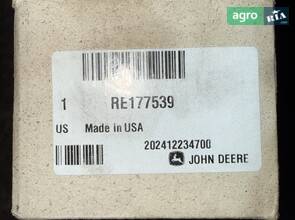 agro RIA
1 RE177539
US Made in USA
202412234700
JOHN DEERE